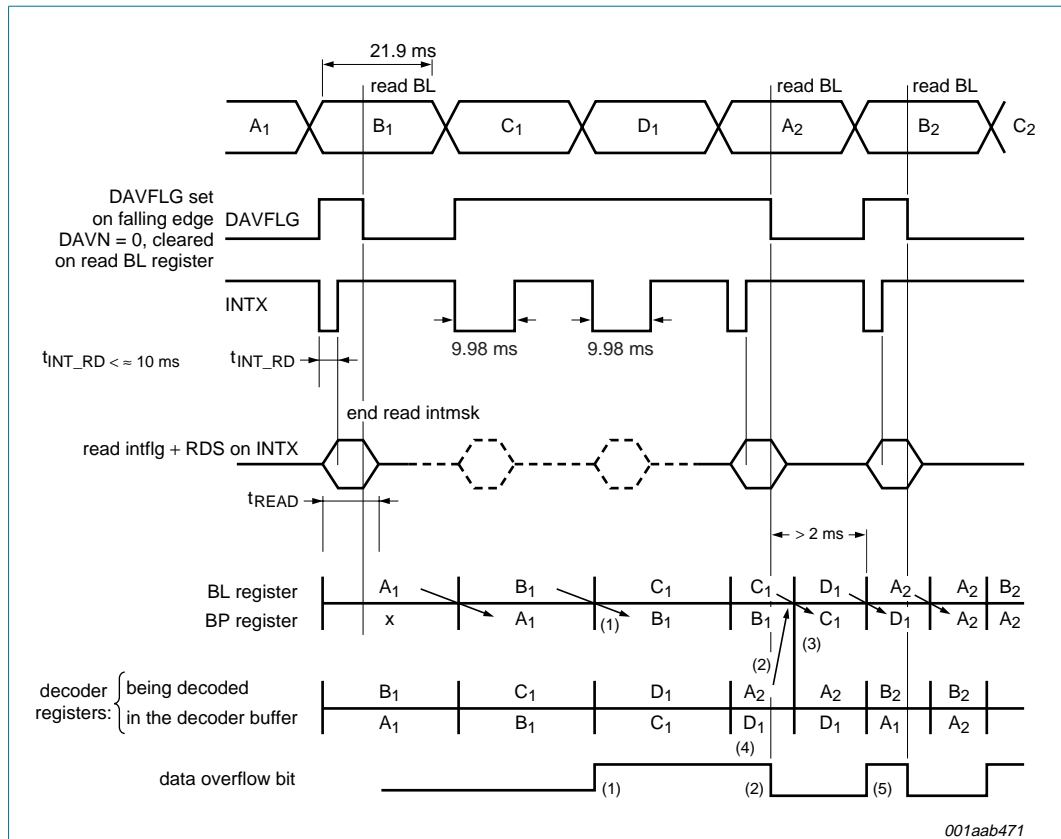 21.9 ms
read BL read BL read BL
A1 B1 C1 D1 A2 B2 C2
DAVFLG set
on falling edge
DAVN = 0, cleared
on read BL register
DAVFLG
INTX
9.98 ms 9.98 ms
tINT_RD < ≈ 10 ms tINT_RD
end read intmsk
read intflg + RDS on INTX
tREAD
> 2 ms
BL register A1 B1 C1 C1 D1 A2 A2 B2
BP register x A1 (1) B1 B1 C1 D1 A2 A2
(2) (3)
decoder registers:
being decoded B1 C1 D1 A2 A2 B2 B2
in the decoder buffer A1 B1 C1 D1 D1 A1 A2
(4)
data overflow bit (1) (2) (5)
001aab471